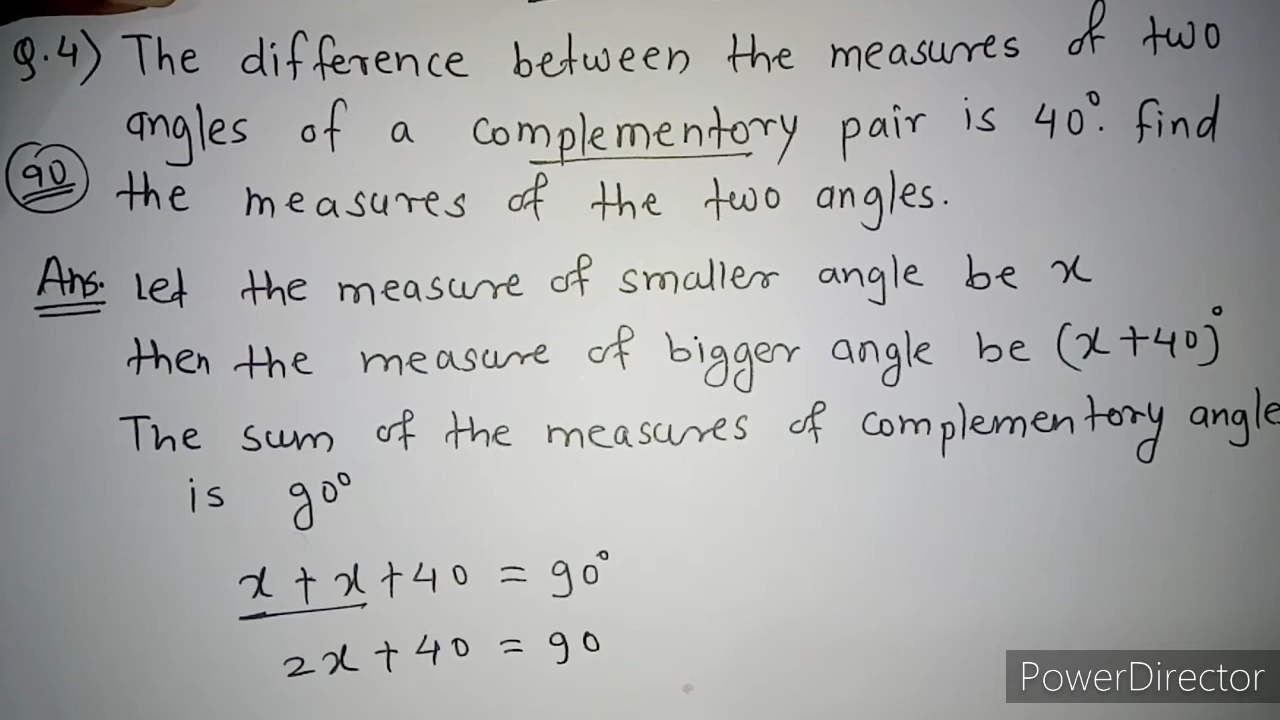 Q.4) The difference between the measures of two
angles of a complementory pair is 40°. find
90 the measures of the two angles.
Ans. Let the measure of smaller angle be x
then the measure of bigger angle be (x+40)°
The sum of the measures of complementory angle
is 90°
x + x + 40 = 90°
2x + 40 = 90
PowerDirector